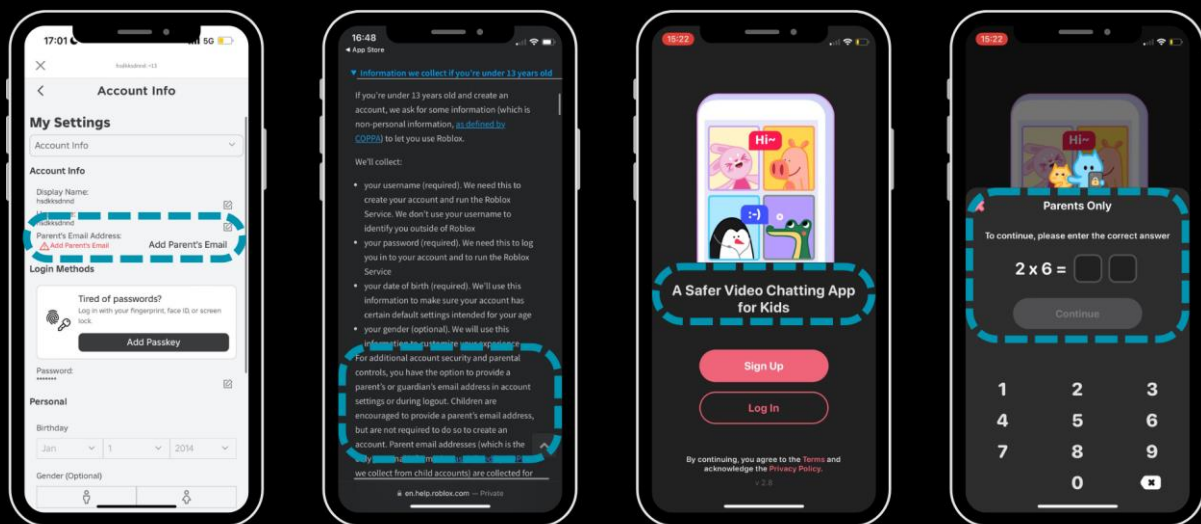 17:01
5G
hsdkksdnnd <13
Account Info
My Settings
Account Info
Account Info
Display Name:
hsdkksdnnd
hsdkksdnnd
Parent's Email Address:
Add Parent's Email
Add Parent's Email
Login Methods
Tired of passwords?
Log in with your fingerprint, face ID, or screen
lock.
Add Passkey
Password:
*******
Personal
Birthday
Jan
1
2014
Gender (Optional)
16:48
App Store
Information we collect if you're under 13 years old
If you're under 13 years old and create an
account, we ask for some information (which is
non-personal information, as defined by
COPPA) to let you use Roblox.
We'll collect:
• your username (required). We need this to
create your account and run the Roblox
Service. We don't use your username to
identify you outside of Roblox
• your password (required). We need this to log
you in to your account and to run the Roblox
Service
• your date of birth (required). We'll use this
information to make sure your account has
certain default settings intended for your age
• your gender (optional). We will use this
information to customize your experience
For additional account security and parental
controls, you have the option to provide a
parent's or guardian's email address in account
settings or during logout. Children are
encouraged to provide a parent's email address,
but are not required to do so to create an
account. Parent email addresses (which is the
we collect from child accounts) are collected for
en.help.roblox.com — Private
15:22
Hi~
:-)
A Safer Video Chatting App
for Kids
Sign Up
Log In
By continuing, you agree to the Terms and
acknowledge the Privacy Policy.
v 2.8
15:22
Hi~
Parents Only
To continue, please enter the correct answer
2 x 6 =
Continue
1 2 3
4 5 6
7 8 9
0